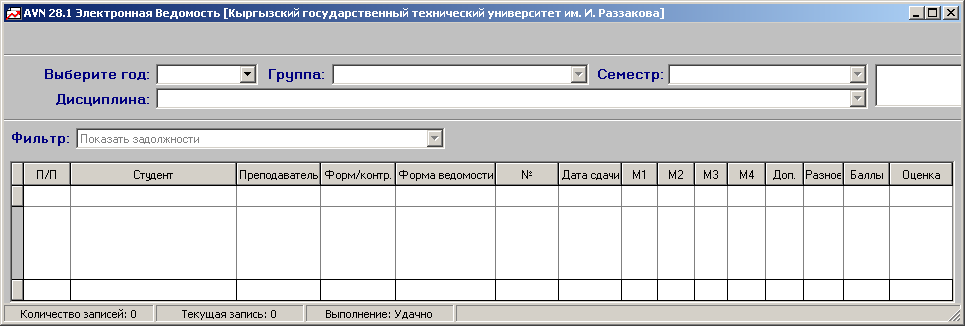 AVN 28.1 Электронная Ведомость [Кыргызский государственный технический университет им. И. Раззакова]
Выберите год: Группа: Семестр:
Дисциплина:
Фильтр: Показать задолжности
П/П Студент Преподаватель Форм/контр. Форма ведомости № Дата сдачи М1 М2 М3 М4 Доп. Разное Баллы Оценка
Количество записей: 0 Текущая запись: 0 Выполнение: Удачно